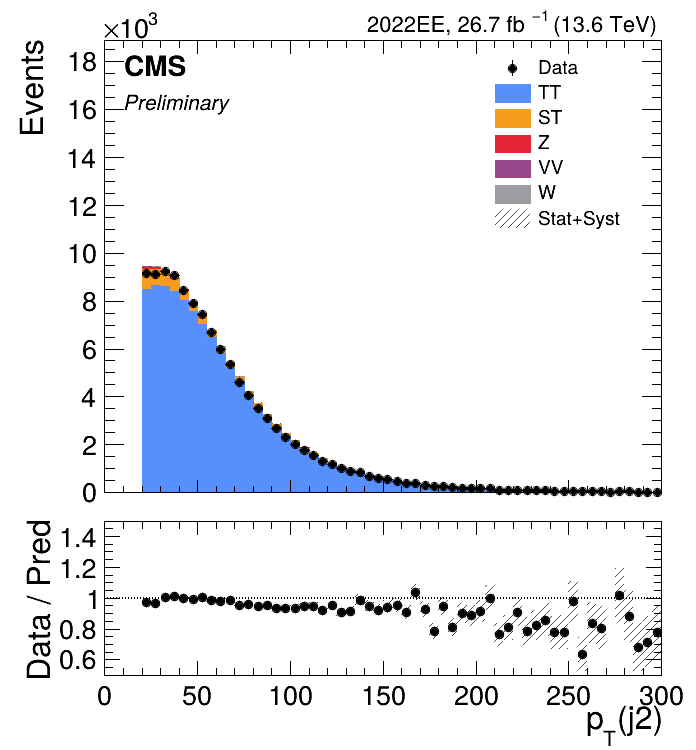 ×10³
2022EE, 26.7 fb⁻¹ (13.6 TeV)
Events
18
16
14
12
10
8
6
4
2
0
CMS
Preliminary
Data
TT
ST
Z
VV
W
Stat+Syst
Data / Pred
1.4
1.2
1
0.8
0.6
0 50 100 150 200 250 300
p_T(j2)